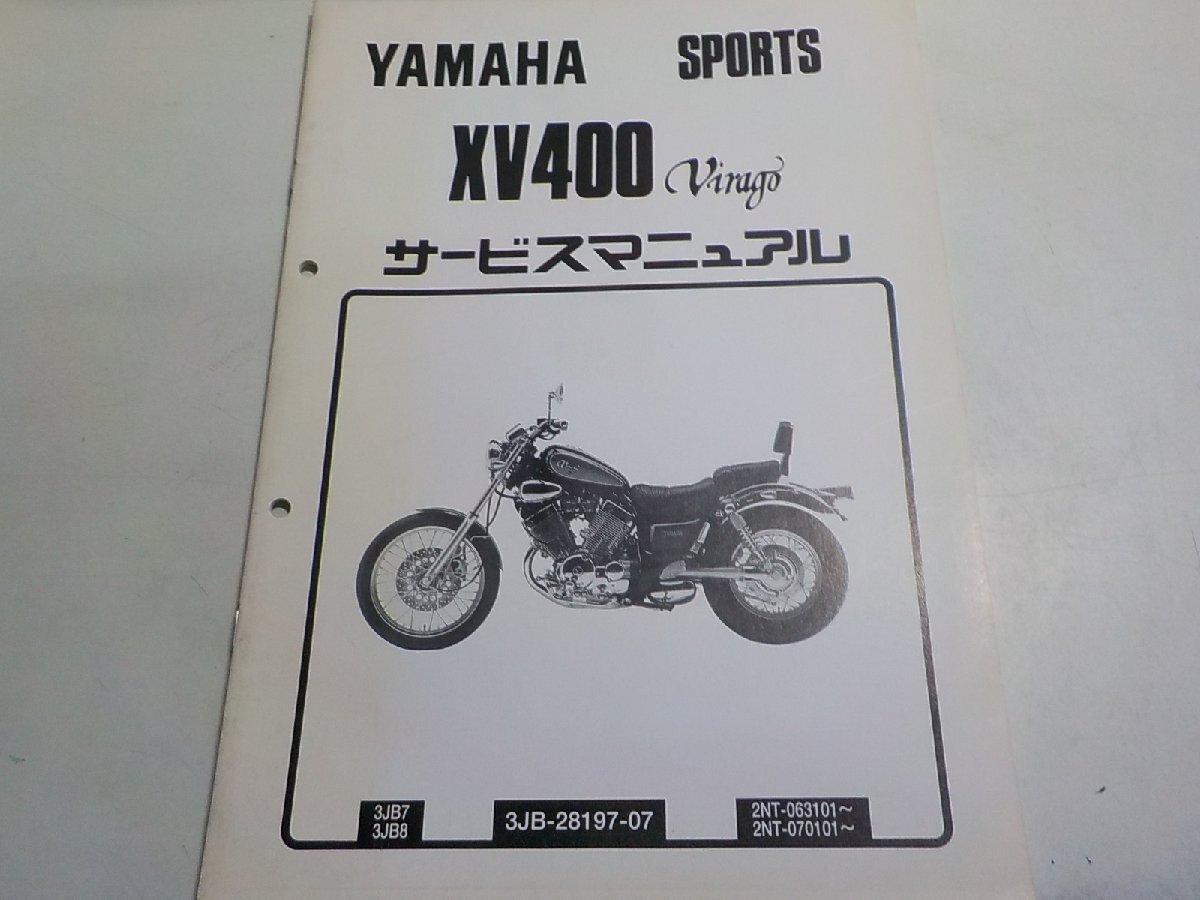 YAMAHA SPORTS
XV400 Virago
サービスマニュアル
3JB7
3JB8
3JB-28197-07
2NT-063101～
2NT-070101～